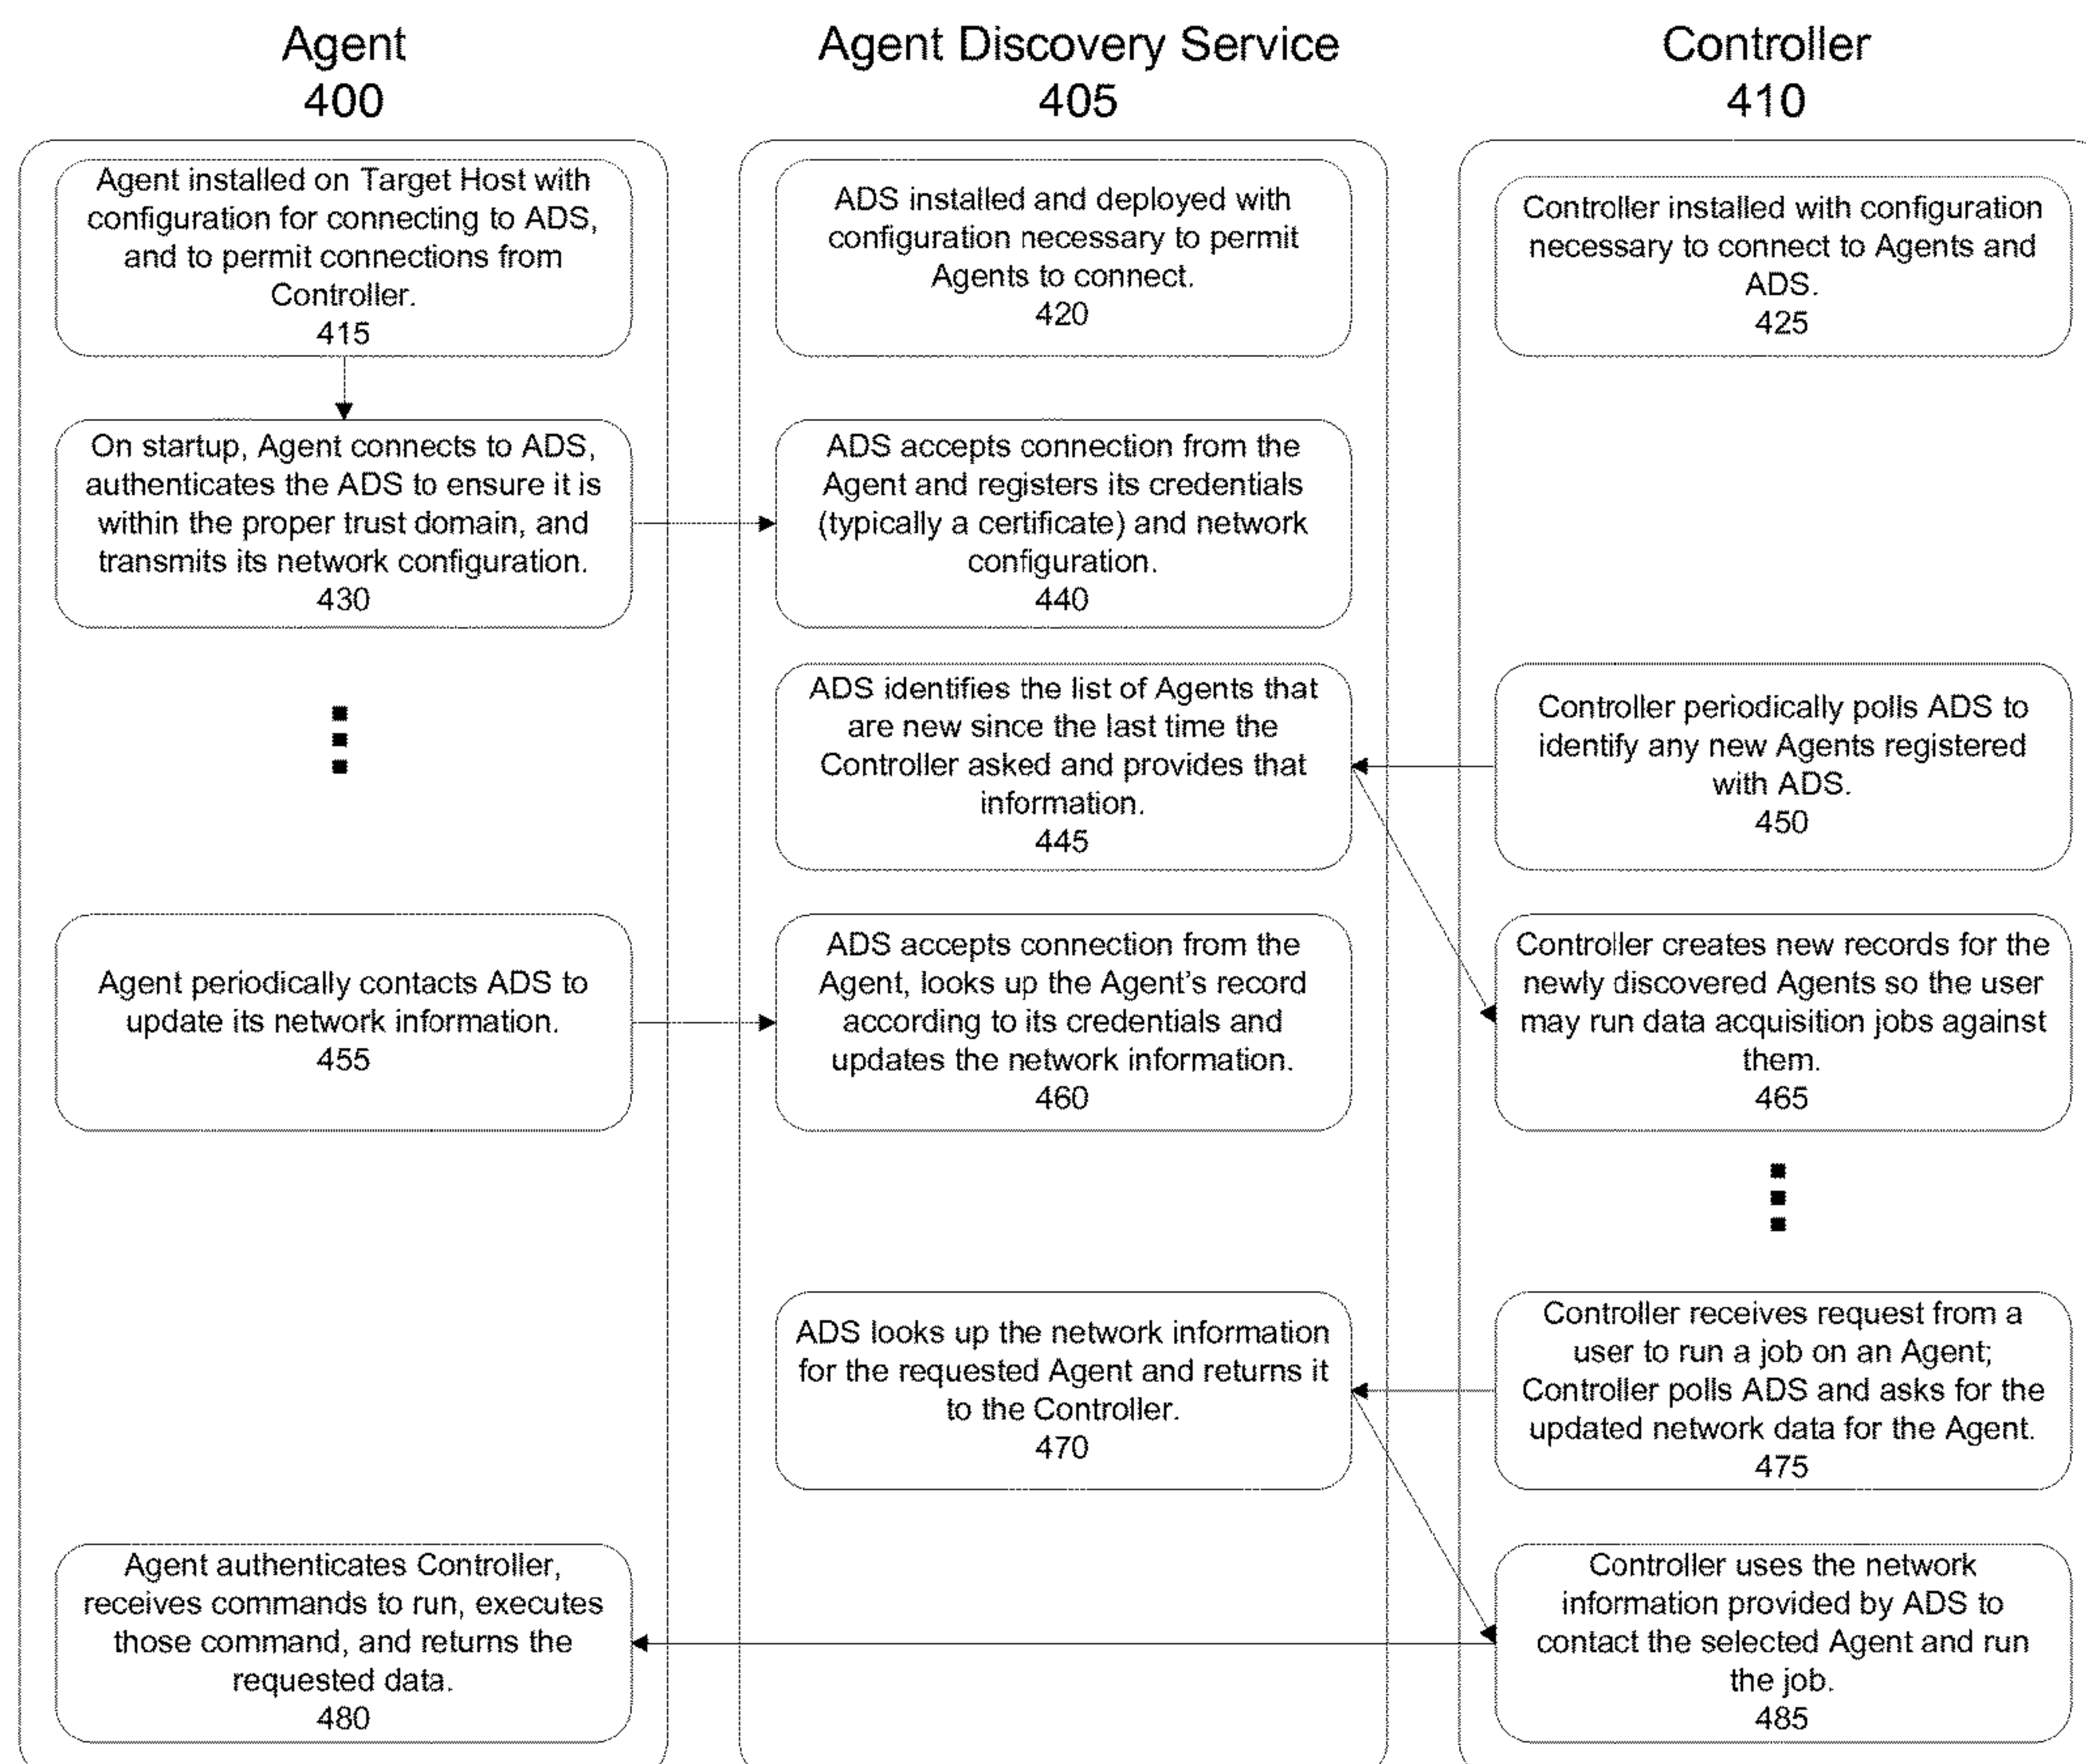 Agent
400
Agent Discovery Service
405
Controller
410
Agent installed on Target Host with
configuration for connecting to ADS,
and to permit connections from
Controller.
415
ADS installed and deployed with
configuration necessary to permit
Agents to connect.
420
Controller installed with configuration
necessary to connect to Agents and
ADS.
425
On startup, Agent connects to ADS,
authenticates the ADS to ensure it is
within the proper trust domain, and
transmits its network configuration.
430
ADS accepts connection from the
Agent and registers its credentials
(typically a certificate) and network
configuration.
440
ADS identifies the list of Agents that
are new since the last time the
Controller asked and provides that
information.
445
Controller periodically polls ADS to
identify any new Agents registered
with ADS.
450
Agent periodically contacts ADS to
update its network information.
455
ADS accepts connection from the
Agent, looks up the Agent's record
according to its credentials and
updates the network information.
460
Controller creates new records for the
newly discovered Agents so the user
may run data acquisition jobs against
them.
465
ADS looks up the network information
for the requested Agent and returns it
to the Controller.
470
Controller receives request from a
user to run a job on an Agent;
Controller polls ADS and asks for the
updated network data for the Agent.
475
Agent authenticates Controller,
receives commands to run, executes
those command, and returns the
requested data.
480
Controller uses the network
information provided by ADS to
contact the selected Agent and run
the job.
485